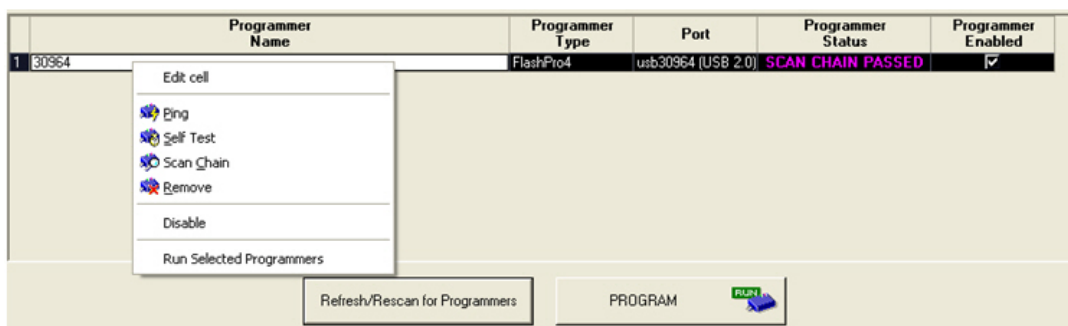 Programmer Name Programmer Type Port Programmer Status Programmer Enabled
1 30964 FlashPro4 usb30964 (USB 2.0) SCAN CHAIN PASSED
Edit cell
Ping
Self Test
Scan Chain
Remove
Disable
Run Selected Programmers
Refresh/Rescan for Programmers PROGRAM RUN